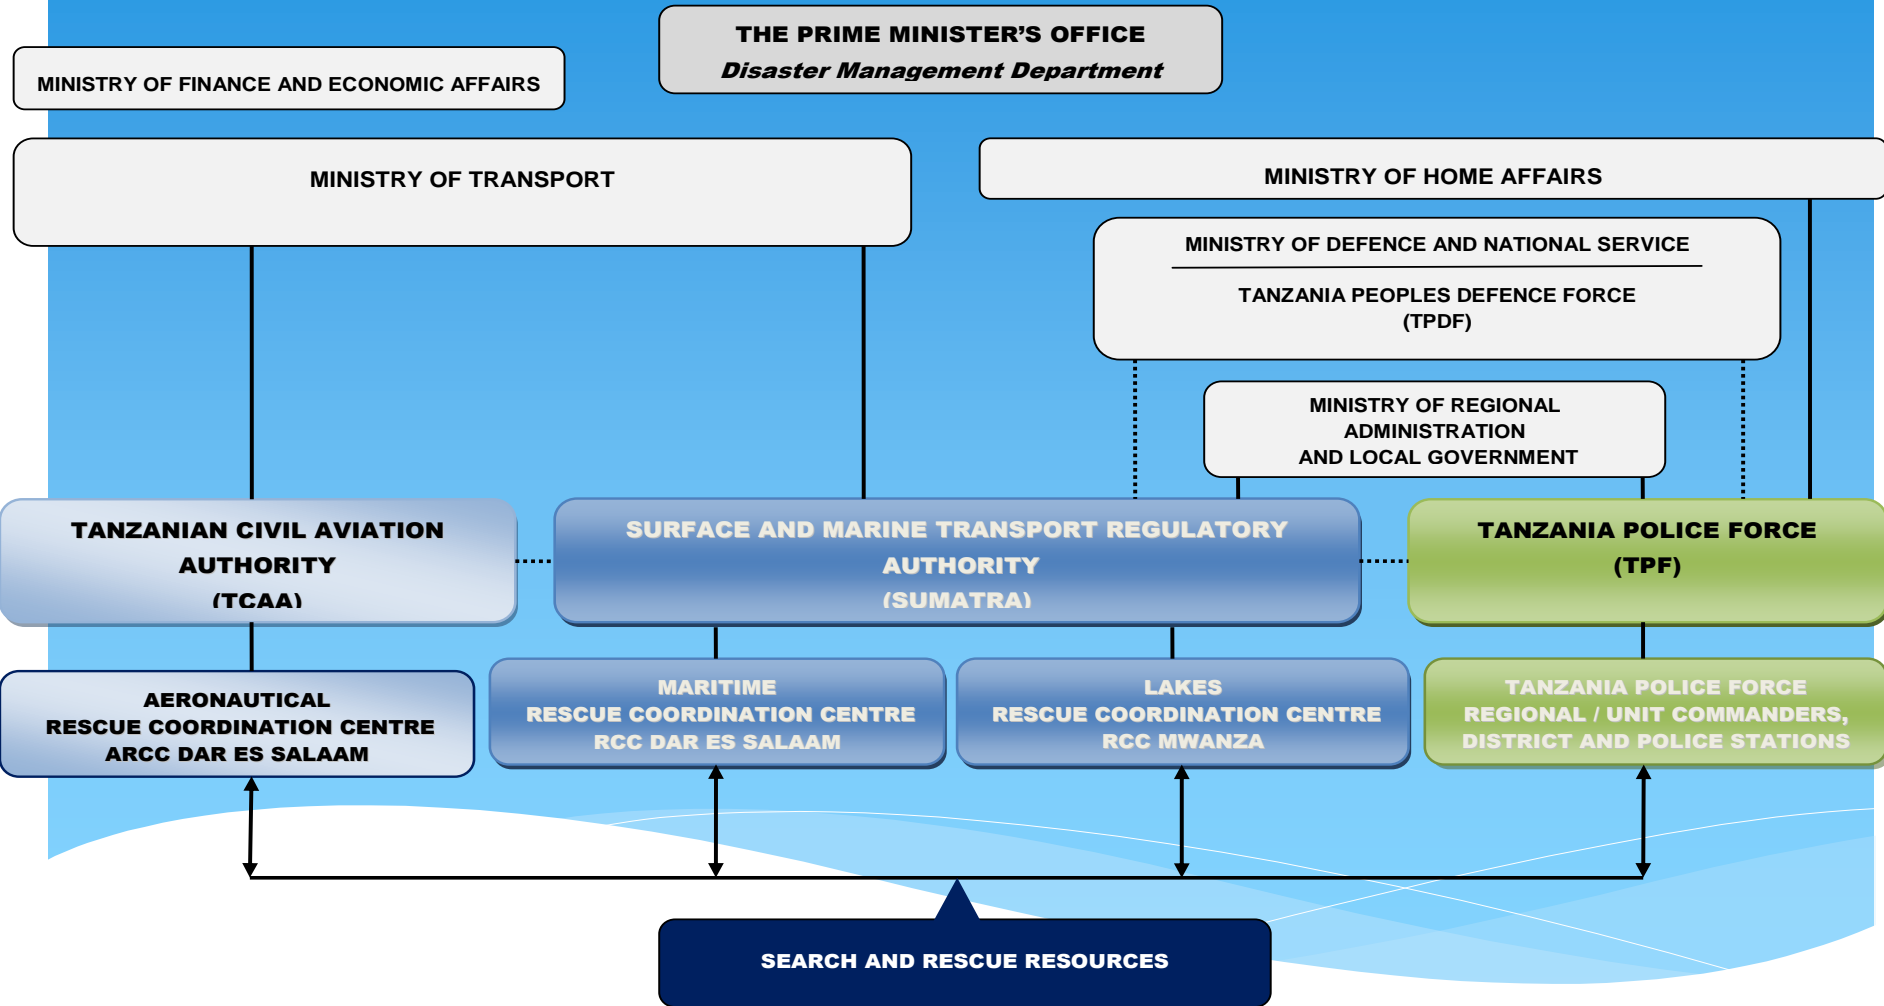 THE PRIME MINISTER’S OFFICE
Disaster Management Department
MINISTRY OF FINANCE AND ECONOMIC AFFAIRS
MINISTRY OF TRANSPORT
MINISTRY OF HOME AFFAIRS
MINISTRY OF DEFENCE AND NATIONAL SERVICE
TANZANIA PEOPLES DEFENCE FORCE
(TPDF)
MINISTRY OF REGIONAL
ADMINISTRATION
AND LOCAL GOVERNMENT
TANZANIAN CIVIL AVIATION
AUTHORITY
(TCAA)
SURFACE AND MARINE TRANSPORT REGULATORY
AUTHORITY
(SUMATRA)
TANZANIA POLICE FORCE
(TPF)
AERONAUTICAL
RESCUE COORDINATION CENTRE
ARCC DAR ES SALAAM
MARITIME
RESCUE COORDINATION CENTRE
RCC DAR ES SALAAM
LAKES
RESCUE COORDINATION CENTRE
RCC MWANZA
TANZANIA POLICE FORCE
REGIONAL / UNIT COMMANDERS,
DISTRICT AND POLICE STATIONS
SEARCH AND RESCUE RESOURCES